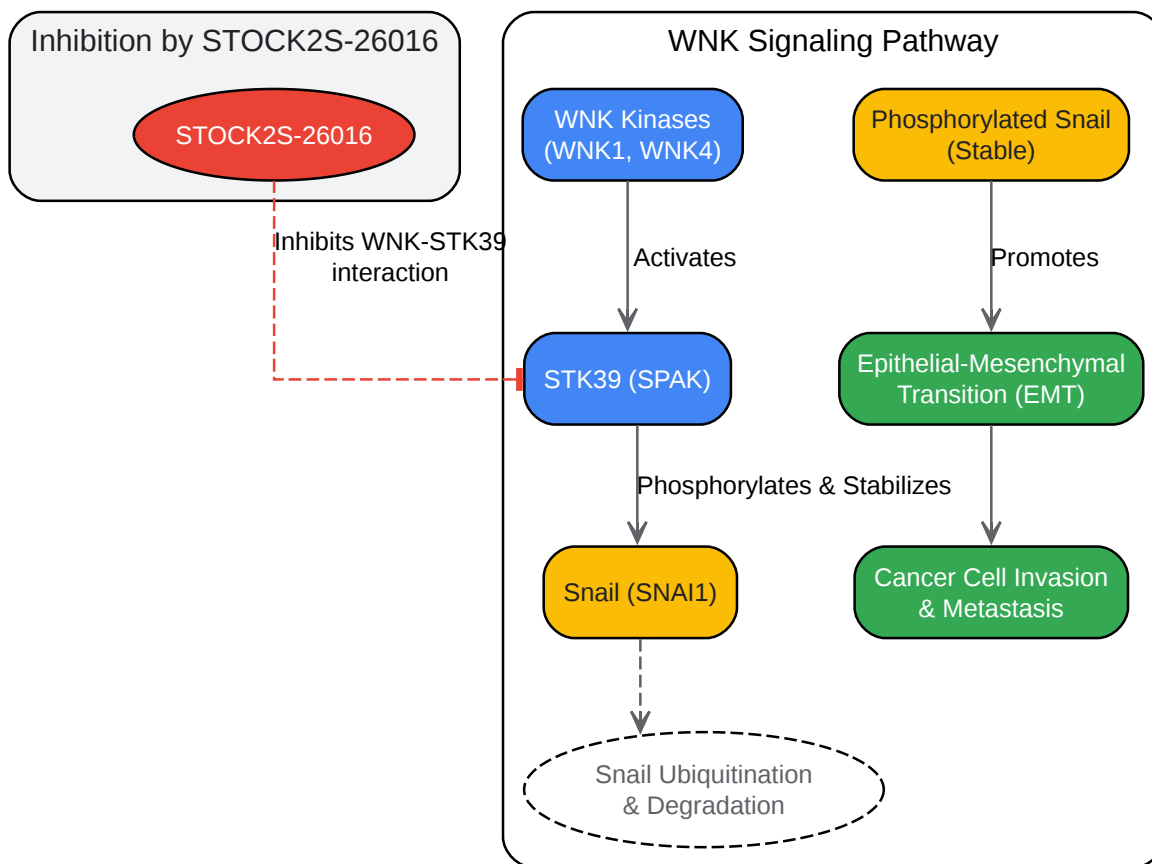 Inhibition by STOCK2S-26016
STOCK2S-26016
Inhibits WNK-STK39
interaction
WNK Signaling Pathway
WNK Kinases
(WNK1, WNK4)
Activates
STK39 (SPAK)
Phosphorylates & Stabilizes
Snail (SNAI1)
Snail Ubiquitination
& Degradation
Phosphorylated Snail
(Stable)
Promotes
Epithelial-Mesenchymal
Transition (EMT)
Cancer Cell Invasion
& Metastasis